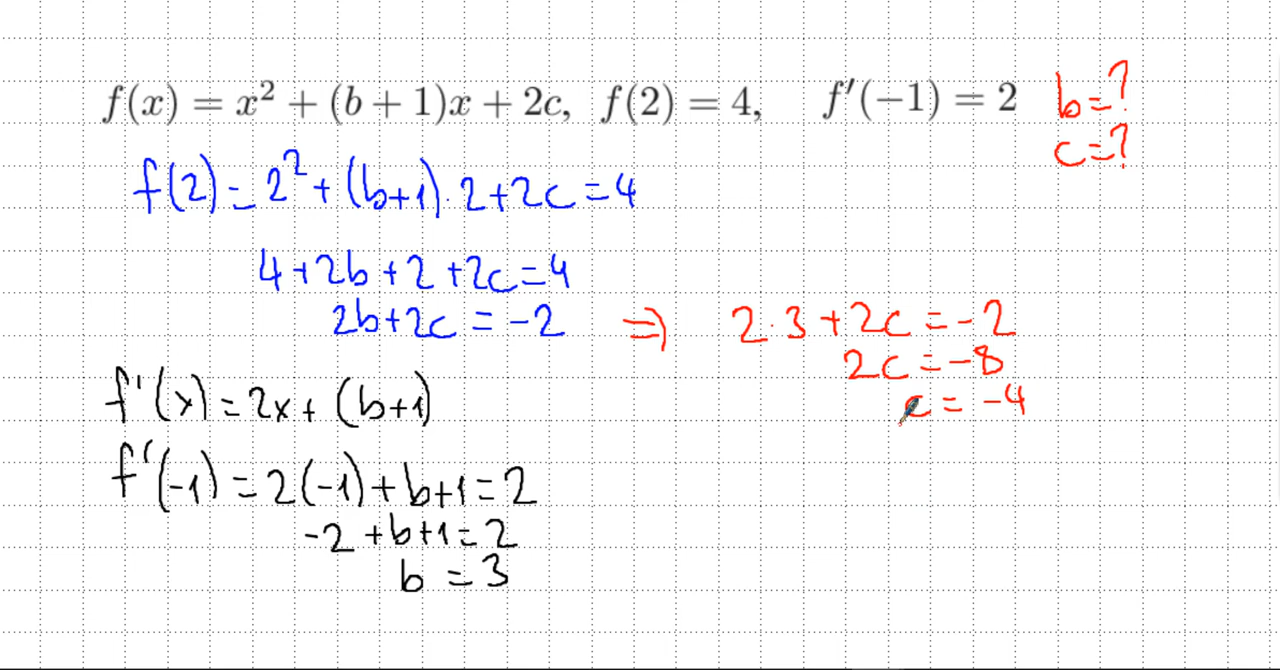 f(x) = x² + (b + 1)x + 2c, f(2) = 4, f′(−1) = 2 b=?
c=?
f(2) = 2² + (b+1)·2+2c=4
4+2b+2+2c=4
2b+2c = -2 ⇒ 2·3+2c=-2
2c=-8
c=-4
f'(x)=2x+(b+1)
f'(-1)=2(-1)+b+1=2
-2+b+1=2
b=3